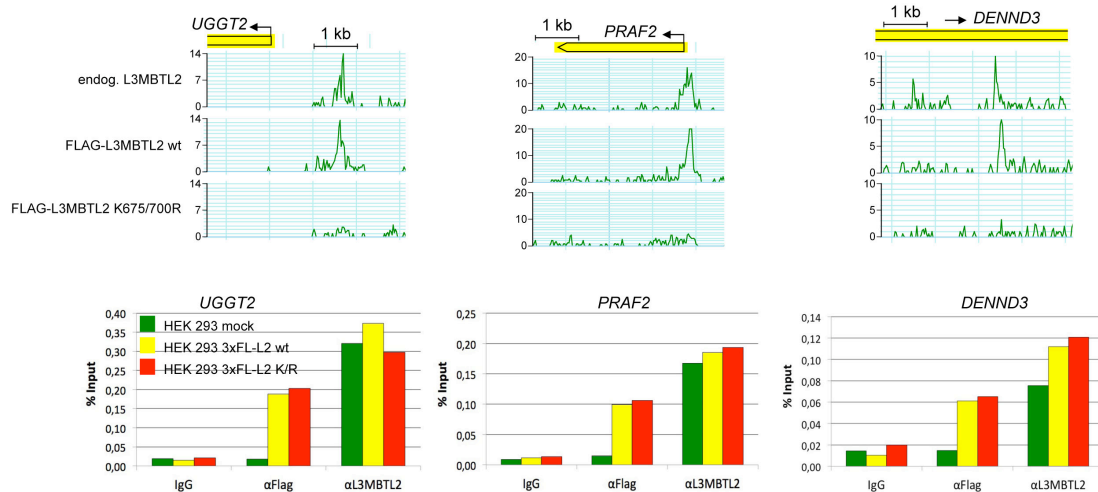 UGGT2
1 kb
1 kb
PRAF2
1 kb
DENND3
endog. L3MBTL2
14
7
0
20
10
0
10
5
0
FLAG-L3MBTL2 wt
14
7
0
20
10
0
10
5
0
FLAG-L3MBTL2 K675/700R
14
7
0
20
10
0
10
5
0
UGGT2
% Input
0,40
0,35
0,30
0,25
0,20
0,15
0,10
0,05
0,00
HEK 293 mock
HEK 293 3xFL-L2 wt
HEK 293 3xFL-L2 K/R
IgG
αFlag
αL3MBTL2
PRAF2
% Input
0,25
0,20
0,15
0,10
0,05
0,00
IgG
αFlag
αL3MBTL2
DENND3
% Input
0,14
0,12
0,10
0,08
0,06
0,04
0,02
0,00
IgG
αFlag
αL3MBTL2